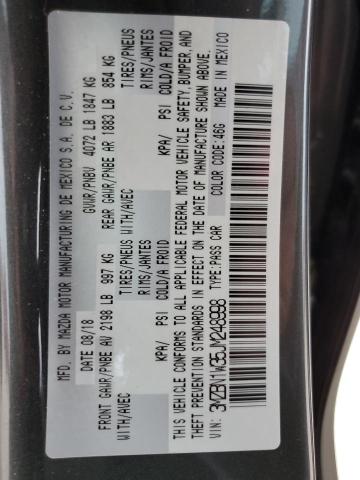 MFD. BY MAZDA MOTOR MANUFACTURING DE MEXICO S.A. DE C.V.
DATE 08/18 GVWR/PNBV 4072 LB 1847 KG
FRONT GAWR/PNBE AV 2198 LB 997 KG REAR GAWR/PNBE AR 1883 LB 854 KG
WITH/AVEC TIRES/PNEUS WITH/AVEC TIRES/PNEUS
RIMS/JANTES RIMS/JANTES
KPA/ PSI COLD/A FROID KPA/ PSI COLD/A FROID
THIS VEHICLE CONFORMS TO ALL APPLICABLE FEDERAL MOTOR VEHICLE SAFETY, BUMPER, AND
THEFT PREVENTION STANDARDS IN EFFECT ON THE DATE OF MANUFACTURE SHOWN ABOVE.
VIN: 3MZBN1W35JM248998 TYPE:PASS CAR COLOR CODE:46G MADE IN MEXICO